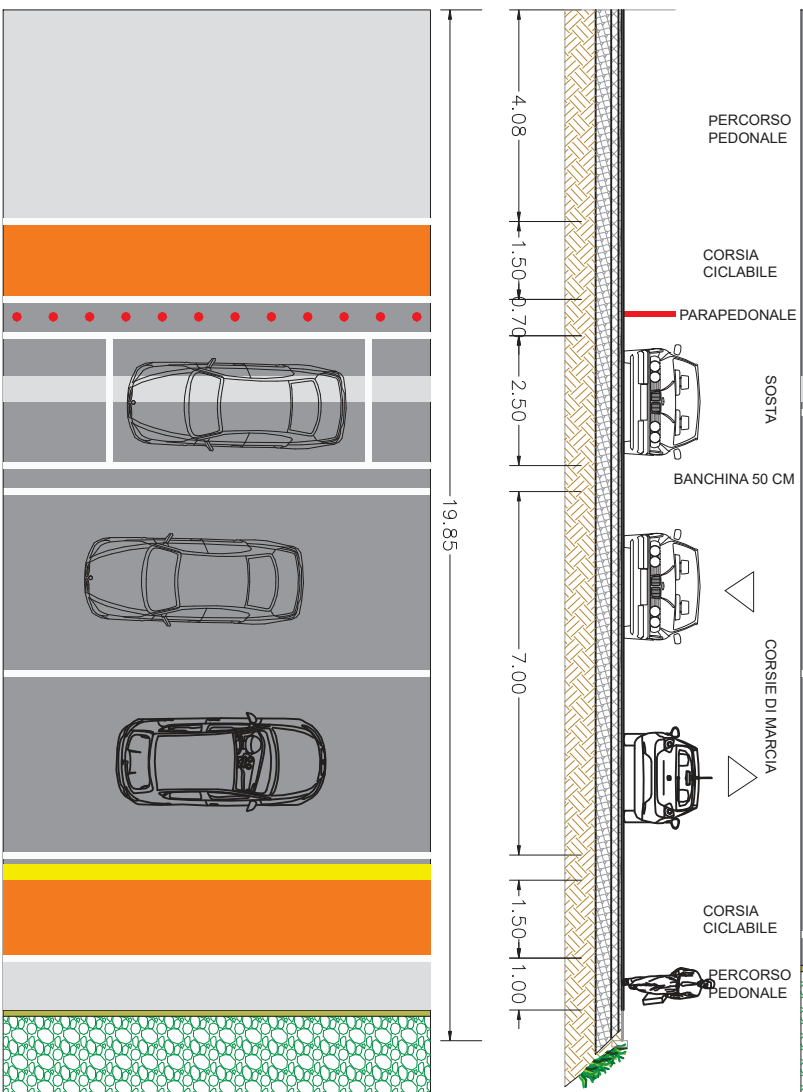 4.08
PERCORSO
PEDONALE
1.50
CORSIA
CICLABILE
0.70
PARAPEDONALE
2.50
SOSTA
BANCHINA 50 CM
19.85
7.00
CORSIE DI MARCIA
1.50
CORSIA
CICLABILE
1.00
PERCORSO
PEDONALE